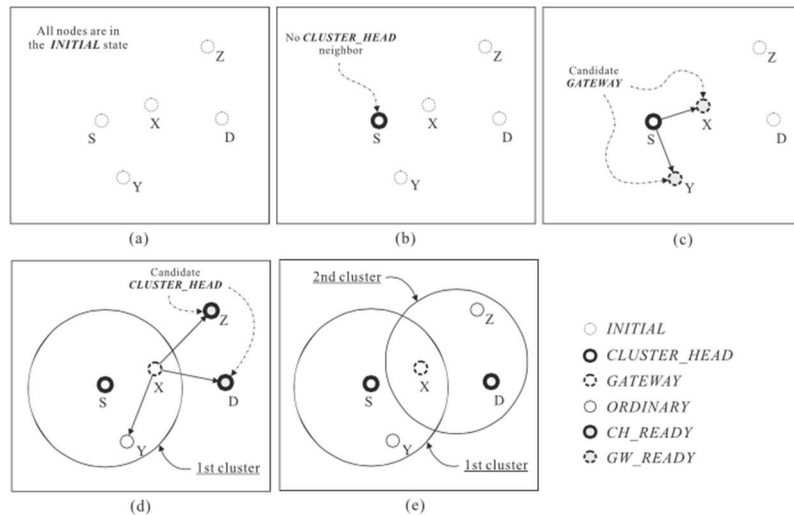 All nodes are in
the INITIAL state
Z
X
S
D
Y
(a)
No CLUSTER_HEAD
neighbor
Z
X
S
D
Y
(b)
Candidate
GATEWAY
Z
X
S
D
Y
(c)
Candidate
CLUSTER_HEAD
Z
X
S
D
Y
1st cluster
(d)
2nd cluster
Z
X
S
D
Y
1st cluster
(e)
INITIAL
CLUSTER_HEAD
GATEWAY
ORDINARY
CH_READY
GW_READY